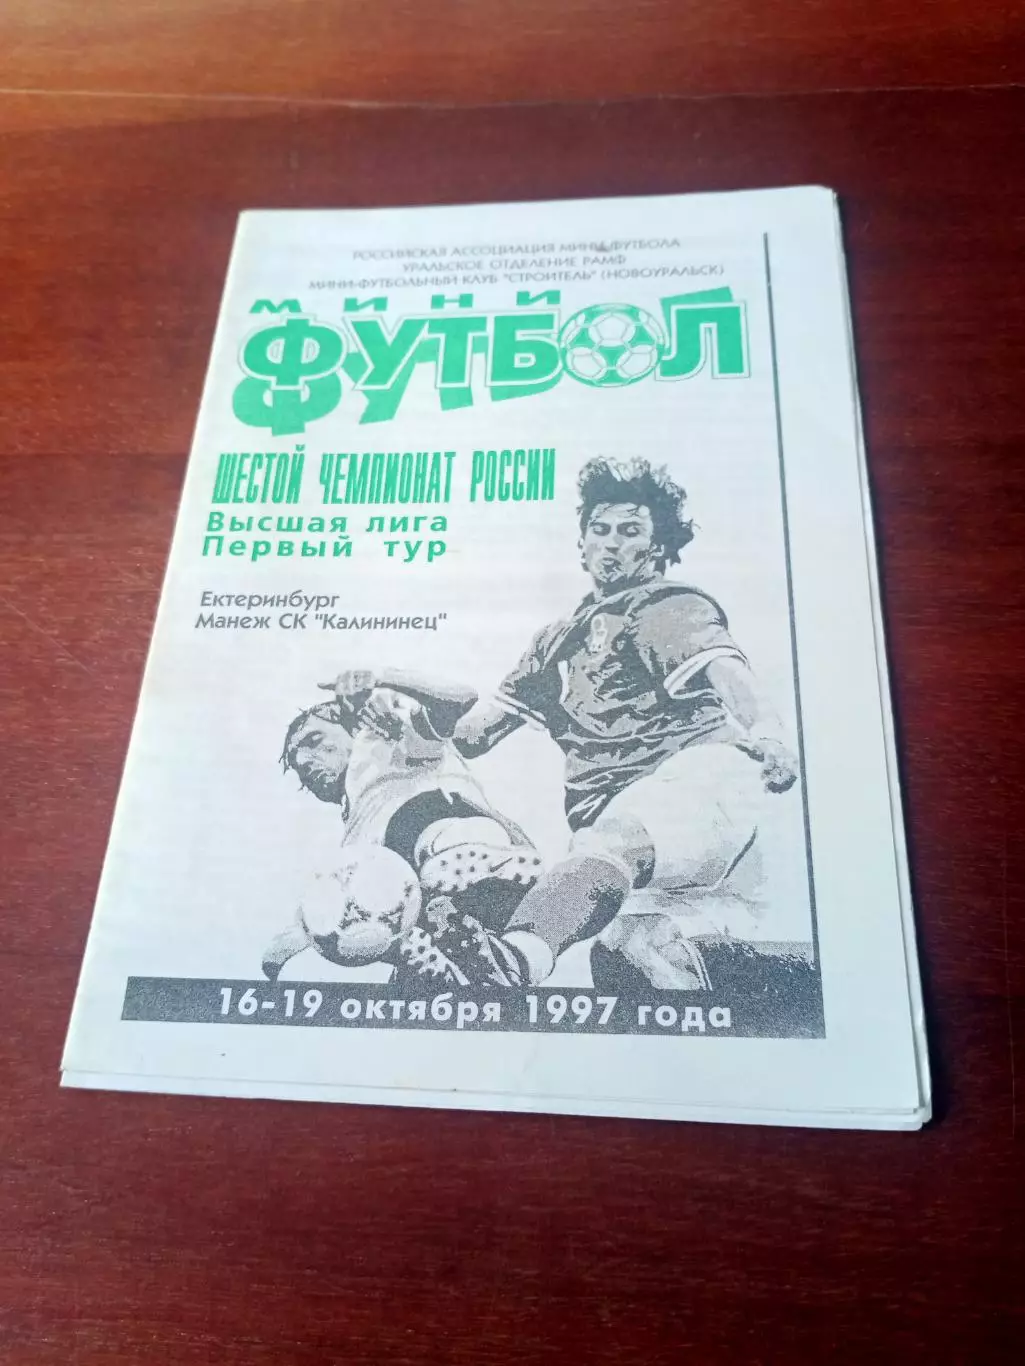 РОССИЙСКАЯ АССОЦИАЦИЯ МИНИ-ФУТБОЛА
УРАЛЬСКОЕ ОТДЕЛЕНИЕ РАМФ
МИНИ-ФУТБОЛЬНЫЙ КЛУБ "СТРОИТЕЛЬ" (НОВОУРАЛЬСК)
МИНИ
ФУТБОЛ
ШЕСТОЙ ЧЕМПИОНАТ РОССИИ
Высшая лига
Первый тур
Ектеринбург
Манеж СК "Калининец"
16-19 октября 1997 года